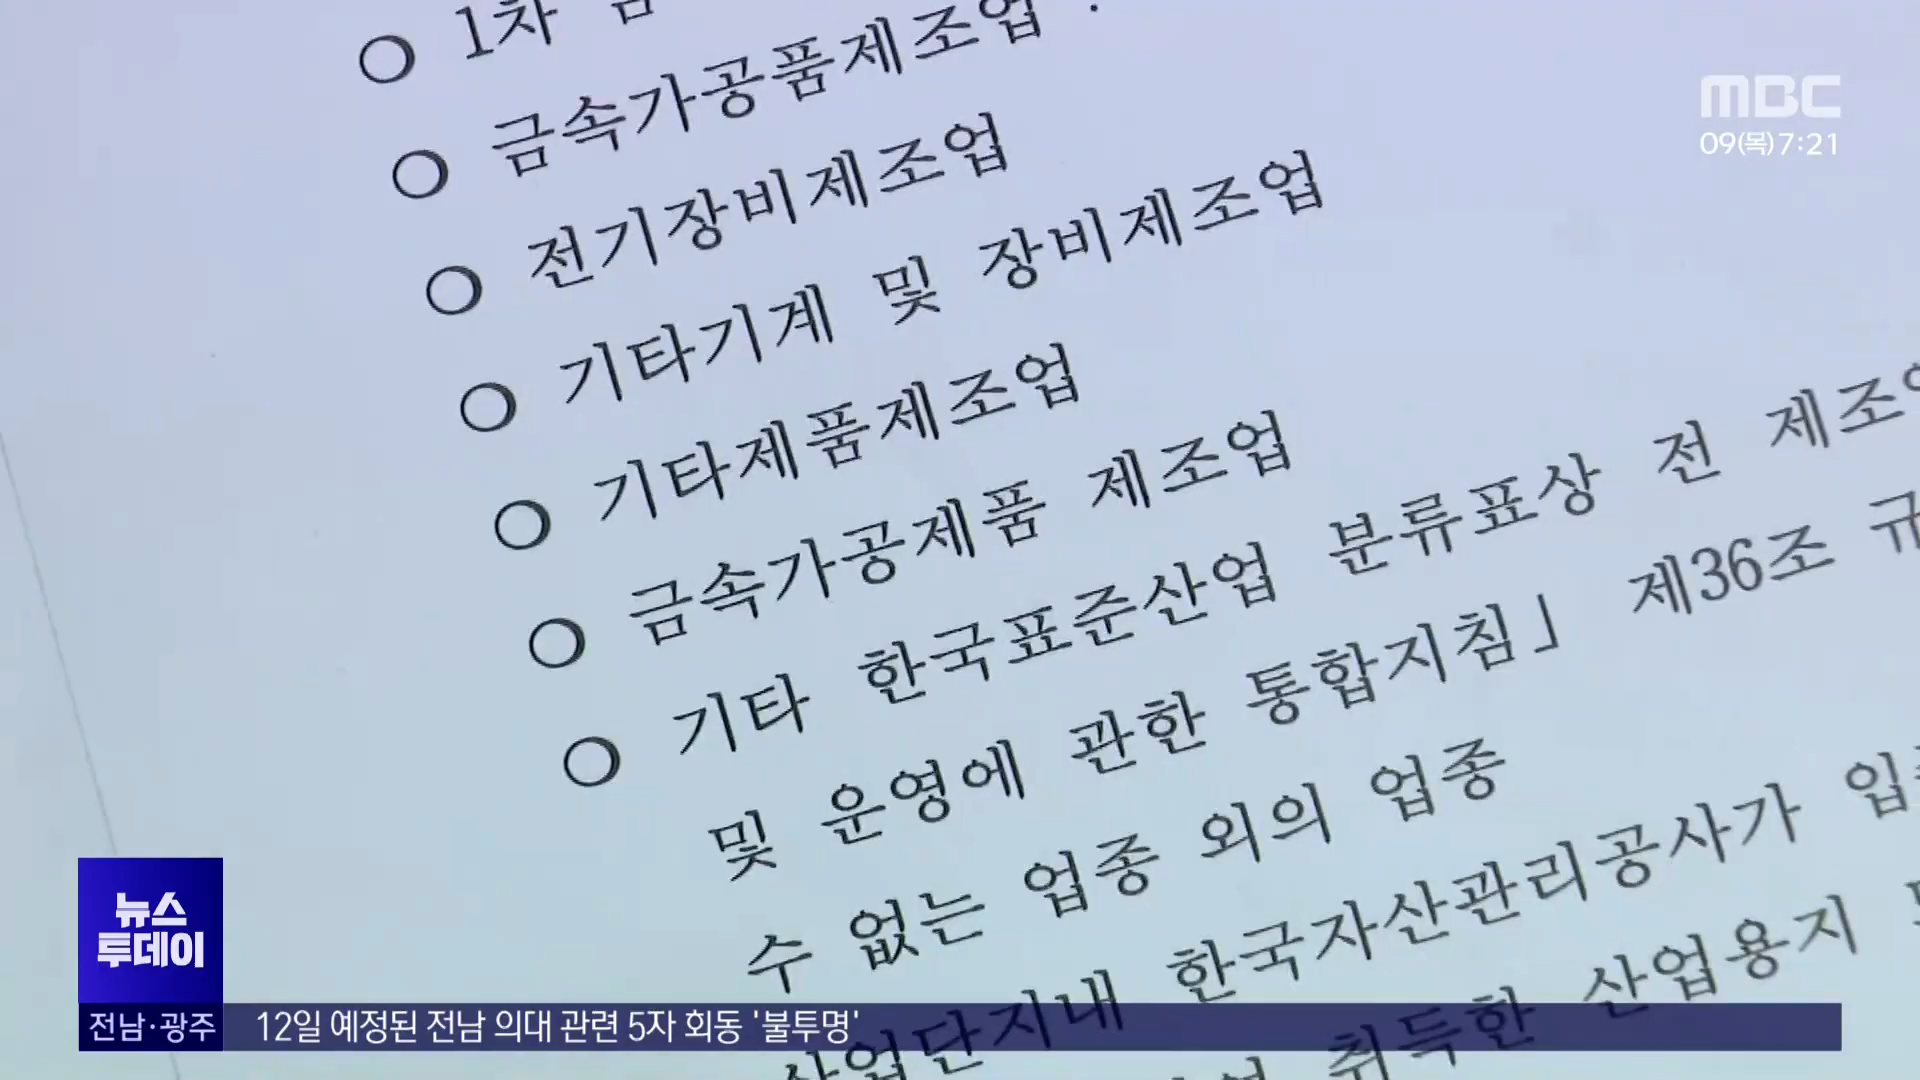 1차
금속가공품제조업
전기장비제조업
기타기계 및 장비제조업
기타제품제조업
금속가공제품 제조업
기타 한국표준산업 분류표상 전 제조
및 운영에 관한 통합지침」 제36조
수 없는 업종 외의 업종
산업단지내 한국자산관리공사가
취득한 산업용지
MBC
09(목)7:21
뉴스
투데이
전남·광주 12일 예정된 전남 의대 관련 5자 회동 '불투명'